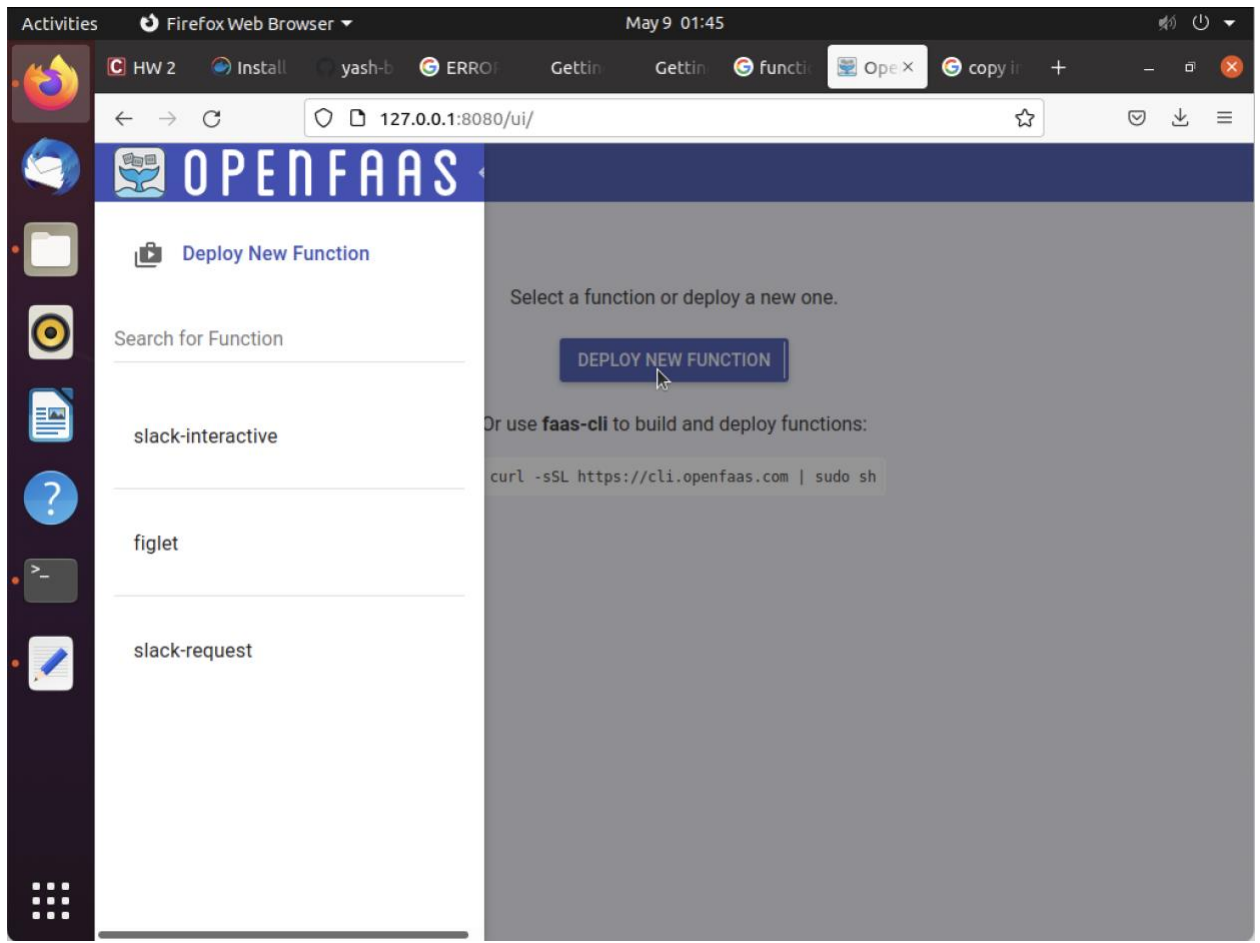 Activities Firefox Web Browser May 9 01:45
HW 2 Install yash-b ERROR Gettin Gettin functi Ope copy in
127.0.0.1:8080/ui/
OPENFAAS
Deploy New Function
Search for Function
slack-interactive
figlet
slack-request
Select a function or deploy a new one.
DEPLOY NEW FUNCTION
Or use faas-cli to build and deploy functions:
curl -sSL https://cli.openfaas.com | sudo sh